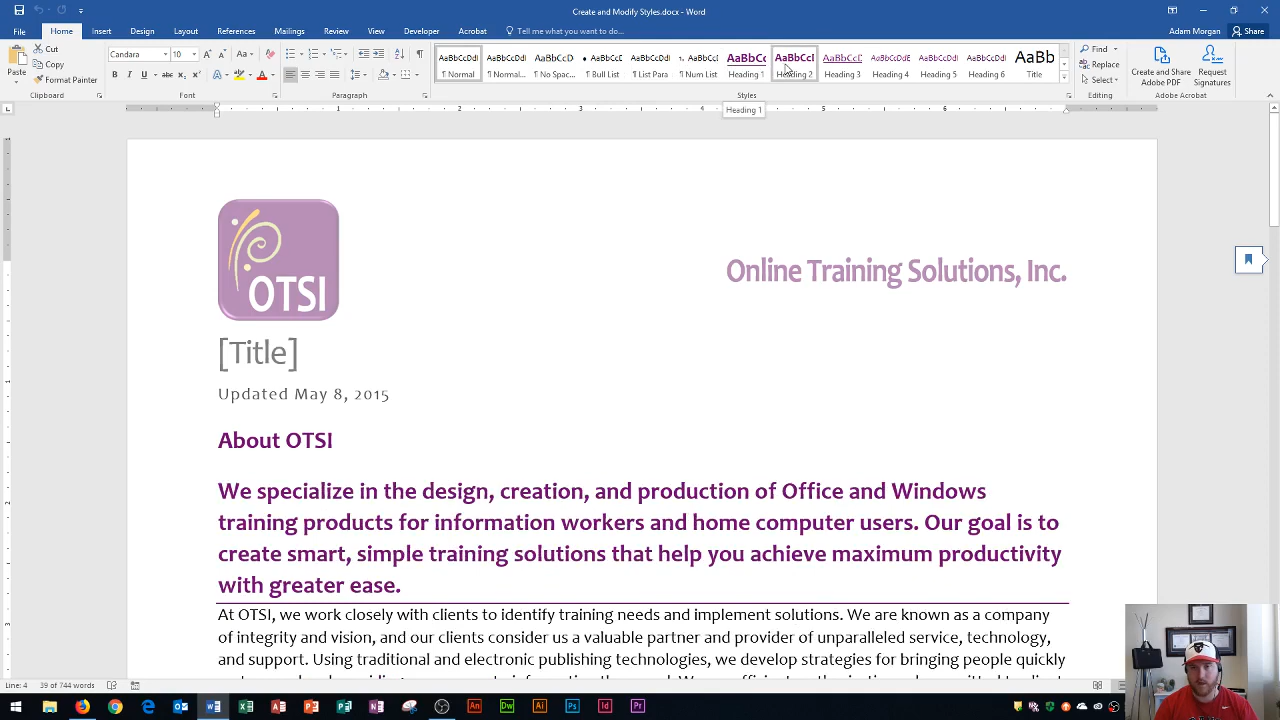 Create and Modify Styles.docx - Word
File Home Insert Design Layout References Mailings Review View Acrobat Foxit PDF Tell me what you want to do... Adam Morgan Share
Paste Cut Copy Format Painter
Clipboard
Candara 10
Font
Paragraph
AaBbCcDdI AaBbCcDdI AaBbCcDdI AaBbCcDdI AaBbCcDdI 1. AaBbCcI AaBbCc AaBbCcI AaBbCcD AaBbCcDdE AaBbCcDdI AaBbCcDdI AaBb
¶ Normal ¶ Normal... ¶ No Spac... ¶ Bull List ¶ List Para ¶ Num List Heading 1 Heading 2 Heading 3 Heading 4 Heading 5 Heading 6 Title
Styles
Find Replace Select
Editing
Create and Share Adobe PDF Request Signatures
Adobe Acrobat
Heading 1
OTSI
Online Training Solutions, Inc.
[Title]
Updated May 8, 2015
About OTSI
We specialize in the design, creation, and production of Office and Windows
training products for information workers and home computer users. Our goal is to
create smart, simple training solutions that help you achieve maximum productivity
with greater ease.
At OTSI, we work closely with clients to identify training needs and implement solutions. We are known as a company
of integrity and vision, and our clients consider us a valuable partner and provider of unparalleled service, technology,
and support. Using traditional and electronic publishing technologies, we develop strategies for bringing people quickly
Line: 4 39 of 744 words